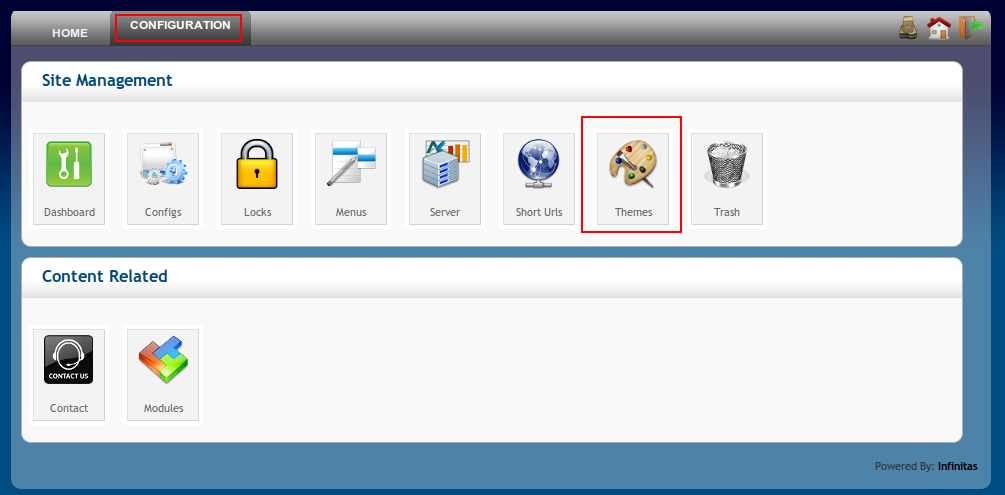 HOME
CONFIGURATION
Site Management
Dashboard
Configs
Locks
Menus
Server
Short Urls
Themes
Trash
Content Related
CONTACT US
Contact
Modules
Powered By: Infinitas